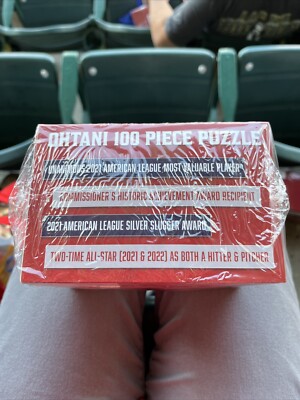 OHTANI 100 PIECE PUZZLE
UNANIMOUS 2021 AMERICAN LEAGUE MOST VALUABLE PLAYER
COMMISSIONER'S HISTORIC ACHIEVEMENT AWARD RECIPIENT
2021 AMERICAN LEAGUE SILVER SLUGGER AWARD
TWO-TIME ALL-STAR (2021 & 2022) AS BOTH A HITTER & PITCHER